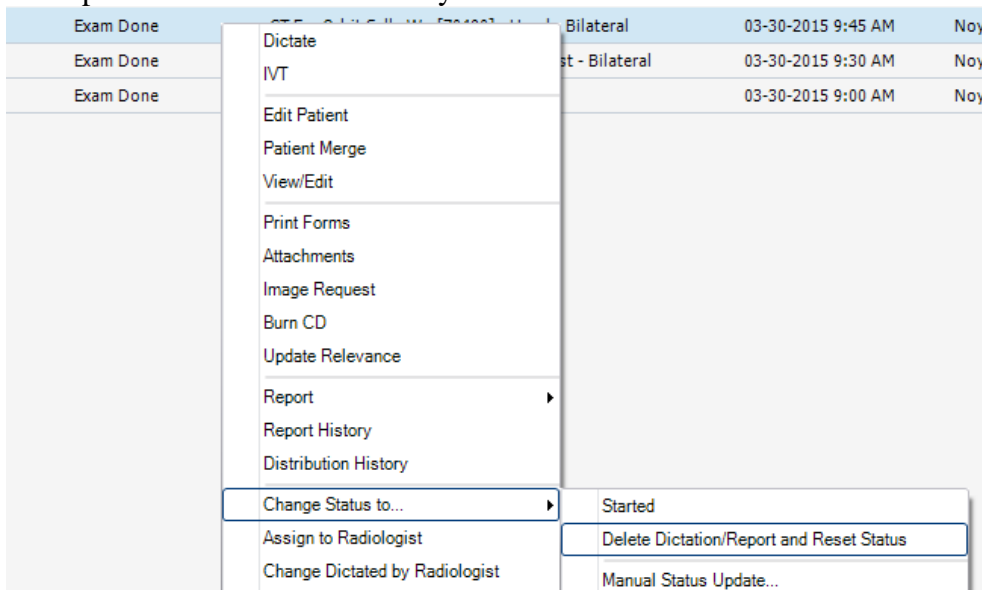 Exam Done Bilateral 03-30-2015 9:45 AM Noy
Exam Done st - Bilateral 03-30-2015 9:30 AM Noy
Exam Done 03-30-2015 9:00 AM Noy
Dictate
IVT
Edit Patient
Patient Merge
View/Edit
Print Forms
Attachments
Image Request
Burn CD
Update Relevance
Report
Report History
Distribution History
Change Status to...
Assign to Radiologist
Change Dictated by Radiologist
Started
Delete Dictation/Report and Reset Status
Manual Status Update...